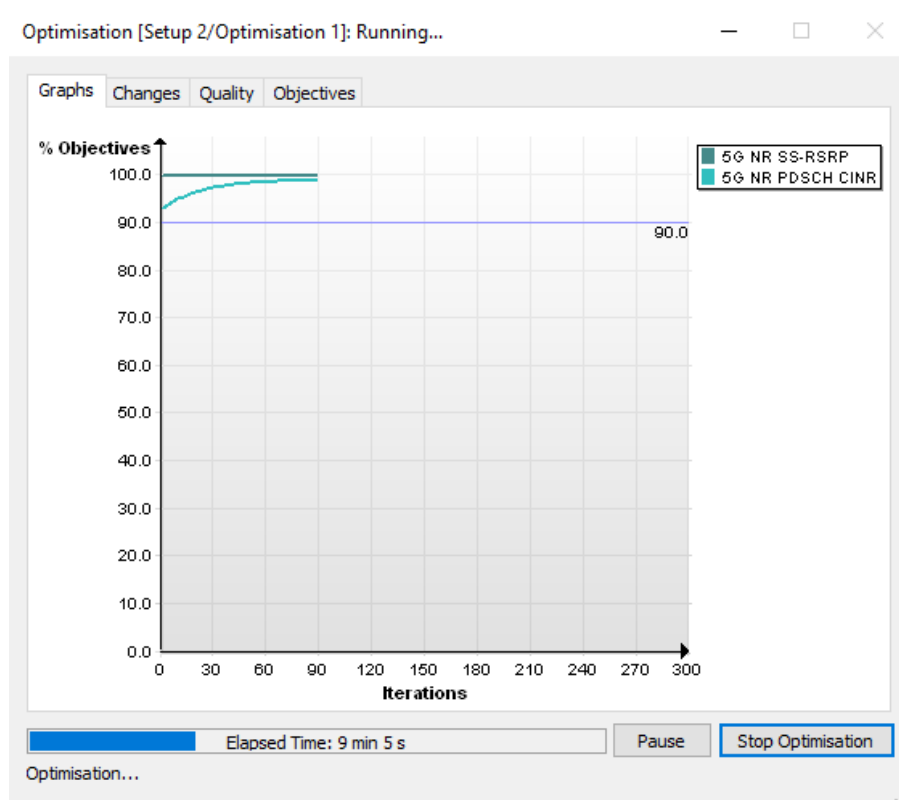 Optimisation [Setup 2/Optimisation 1]: Running...
Graphs Changes Quality Objectives
% Objectives
100.0
90.0
80.0
70.0
60.0
50.0
40.0
30.0
20.0
10.0
0.0
90.0
5G NR SS-RSRP
5G NR PDSCH CINR
0 30 60 90 120 150 180 210 240 270 300
Iterations
Elapsed Time: 9 min 5 s
Pause
Stop Optimisation
Optimisation...